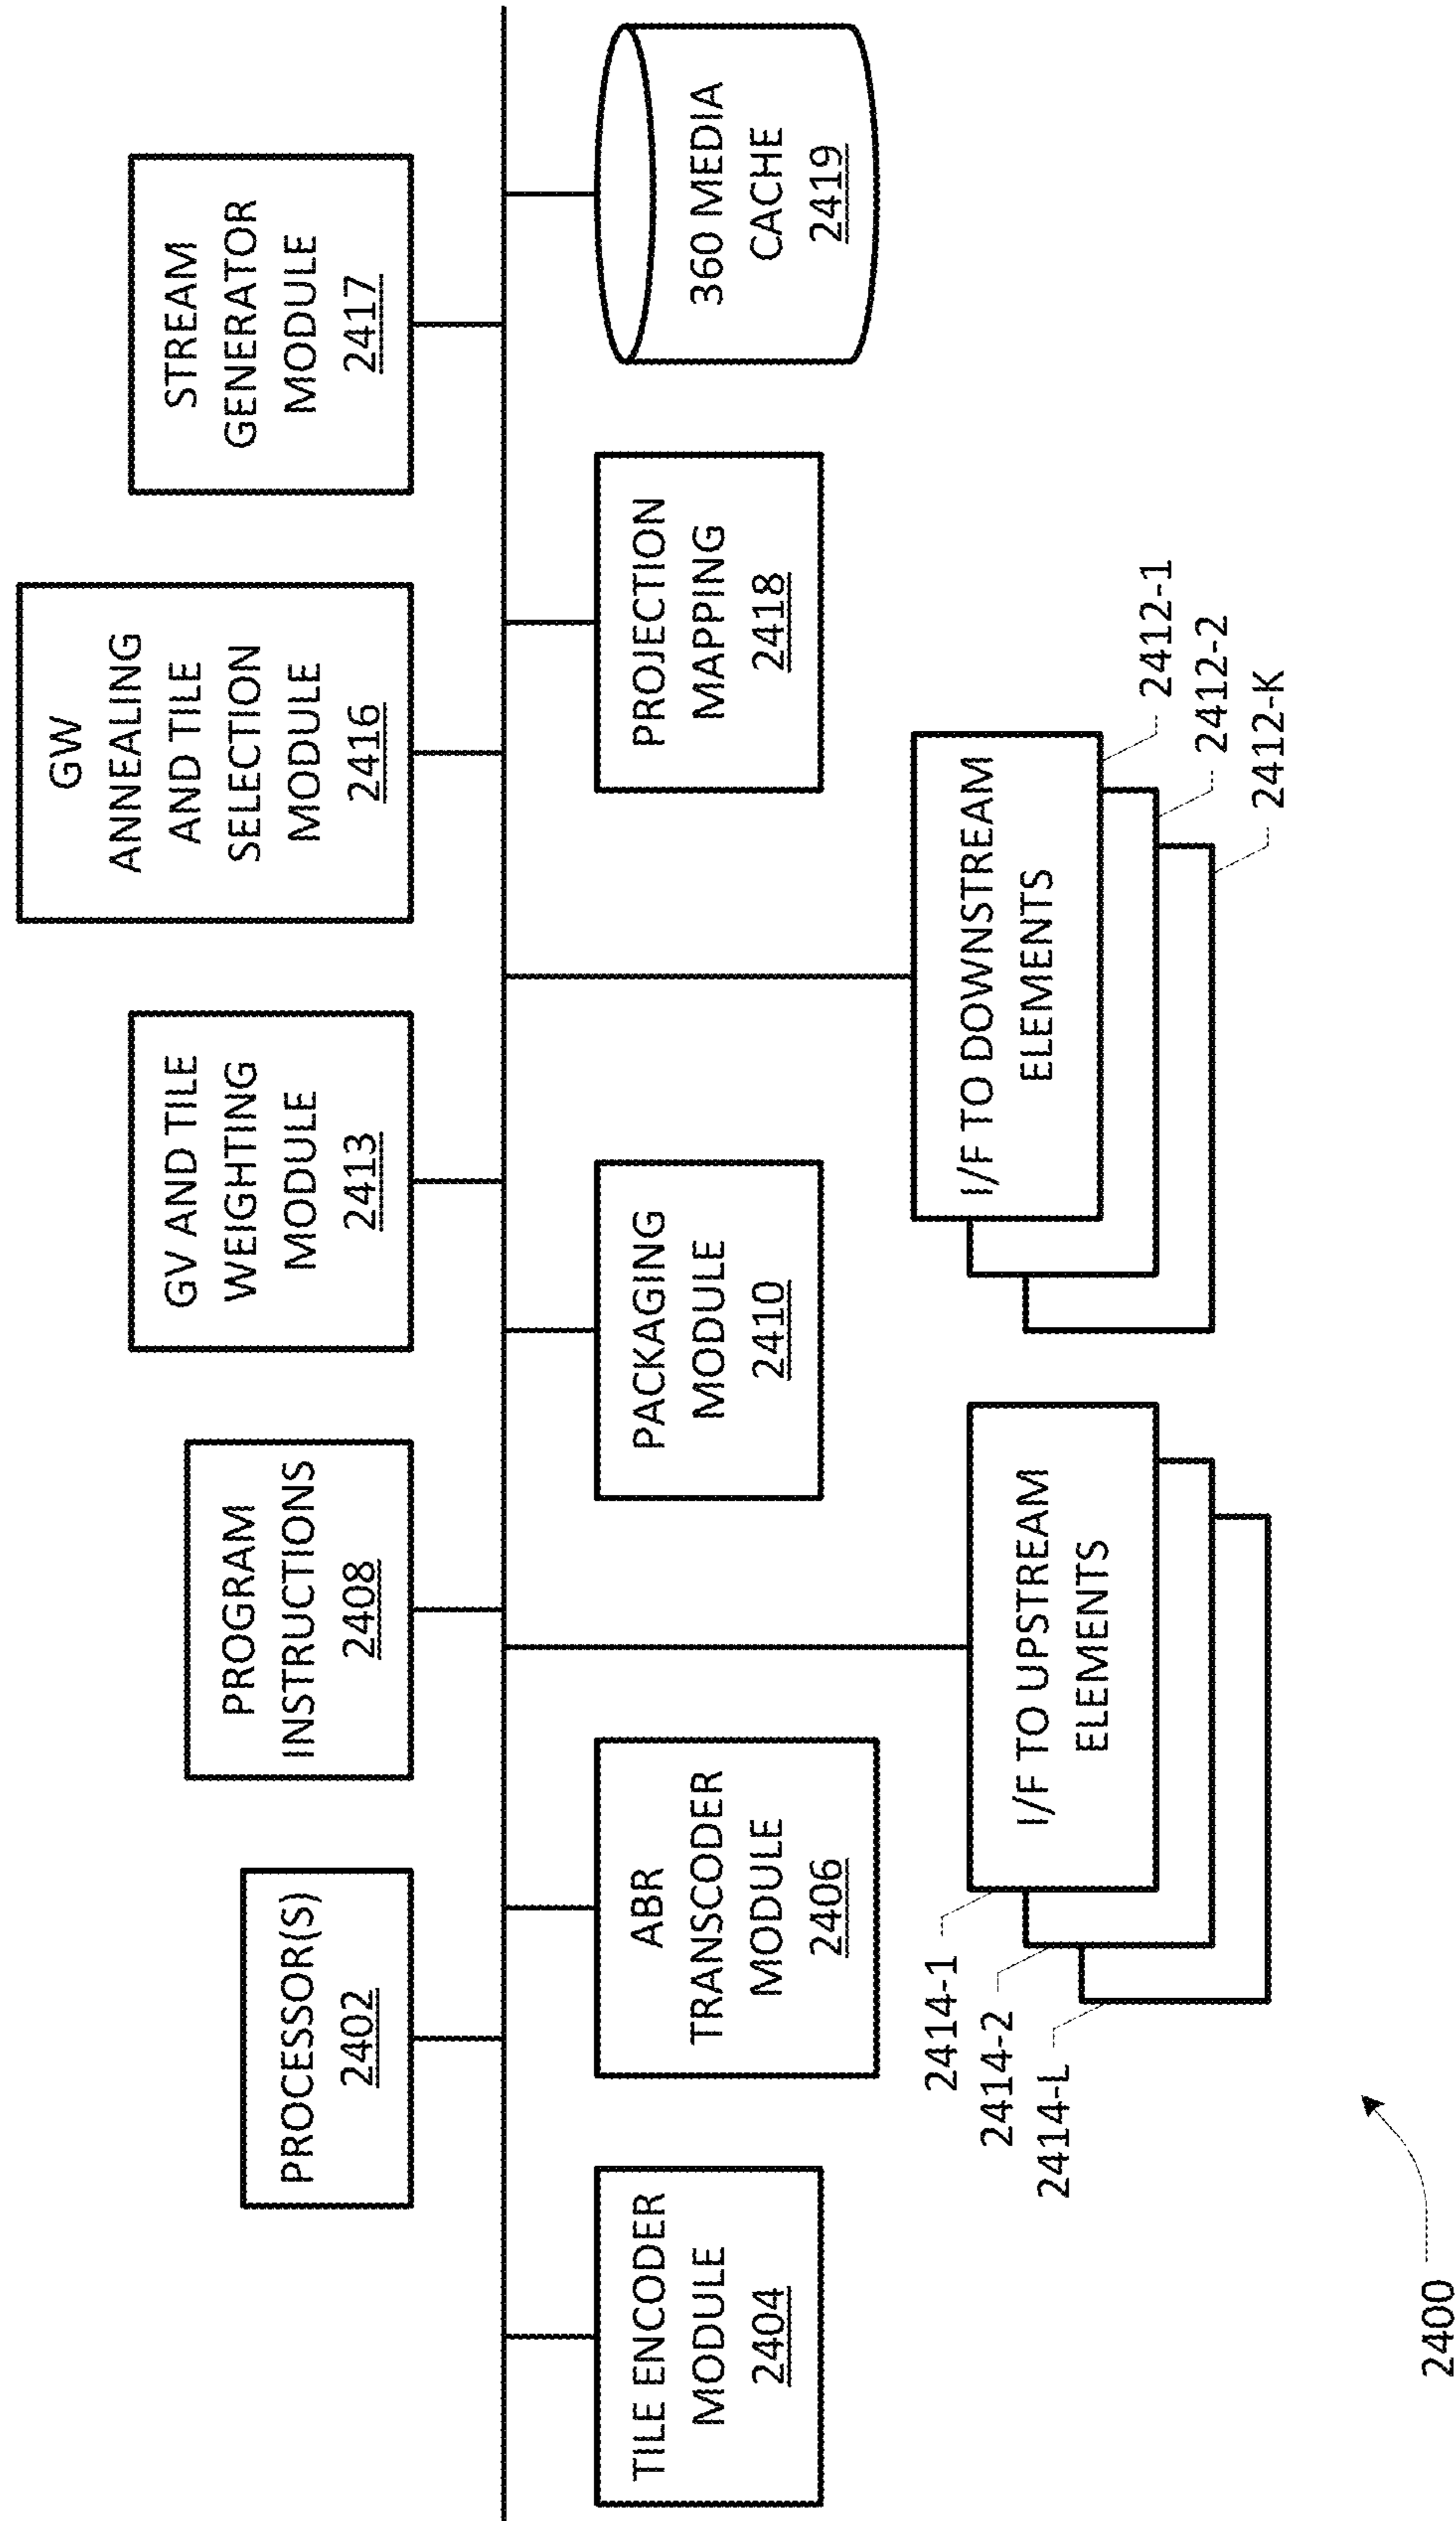 PROCESSOR(S)
2402
PROGRAM
INSTRUCTIONS
2408
GV AND TILE
WEIGHTING
MODULE
2413
GW
ANNEALING
AND TILE
SELECTION
MODULE
2416
STREAM
GENERATOR
MODULE
2417
TILE ENCODER
MODULE
2404
ABR
TRANSCODER
MODULE
2406
PACKAGING
MODULE
2410
PROJECTION
MAPPING
2418
360 MEDIA
CACHE
2419
I/F TO UPSTREAM
ELEMENTS
2414-1
2414-2
2414-L
I/F TO DOWNSTREAM
ELEMENTS
2412-1
2412-2
2412-K
2400